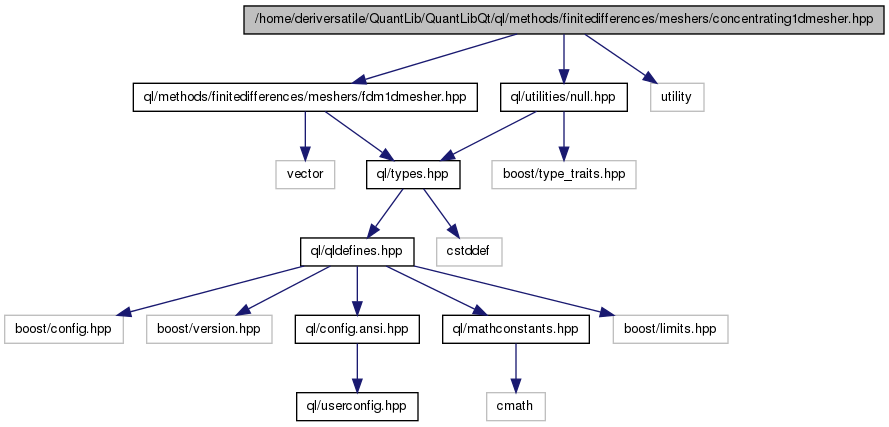 /home/deriversatile/QuantLib/QuantLibQt/ql/methods/finitedifferences/meshers/concentrating1dmesher.hpp
ql/methods/finitedifferences/meshers/fdm1dmesher.hpp
ql/utilities/null.hpp
utility
vector
ql/types.hpp
boost/type_traits.hpp
ql/qldefines.hpp
cstddef
boost/config.hpp
boost/version.hpp
ql/config.ansi.hpp
ql/mathconstants.hpp
boost/limits.hpp
ql/userconfig.hpp
cmath